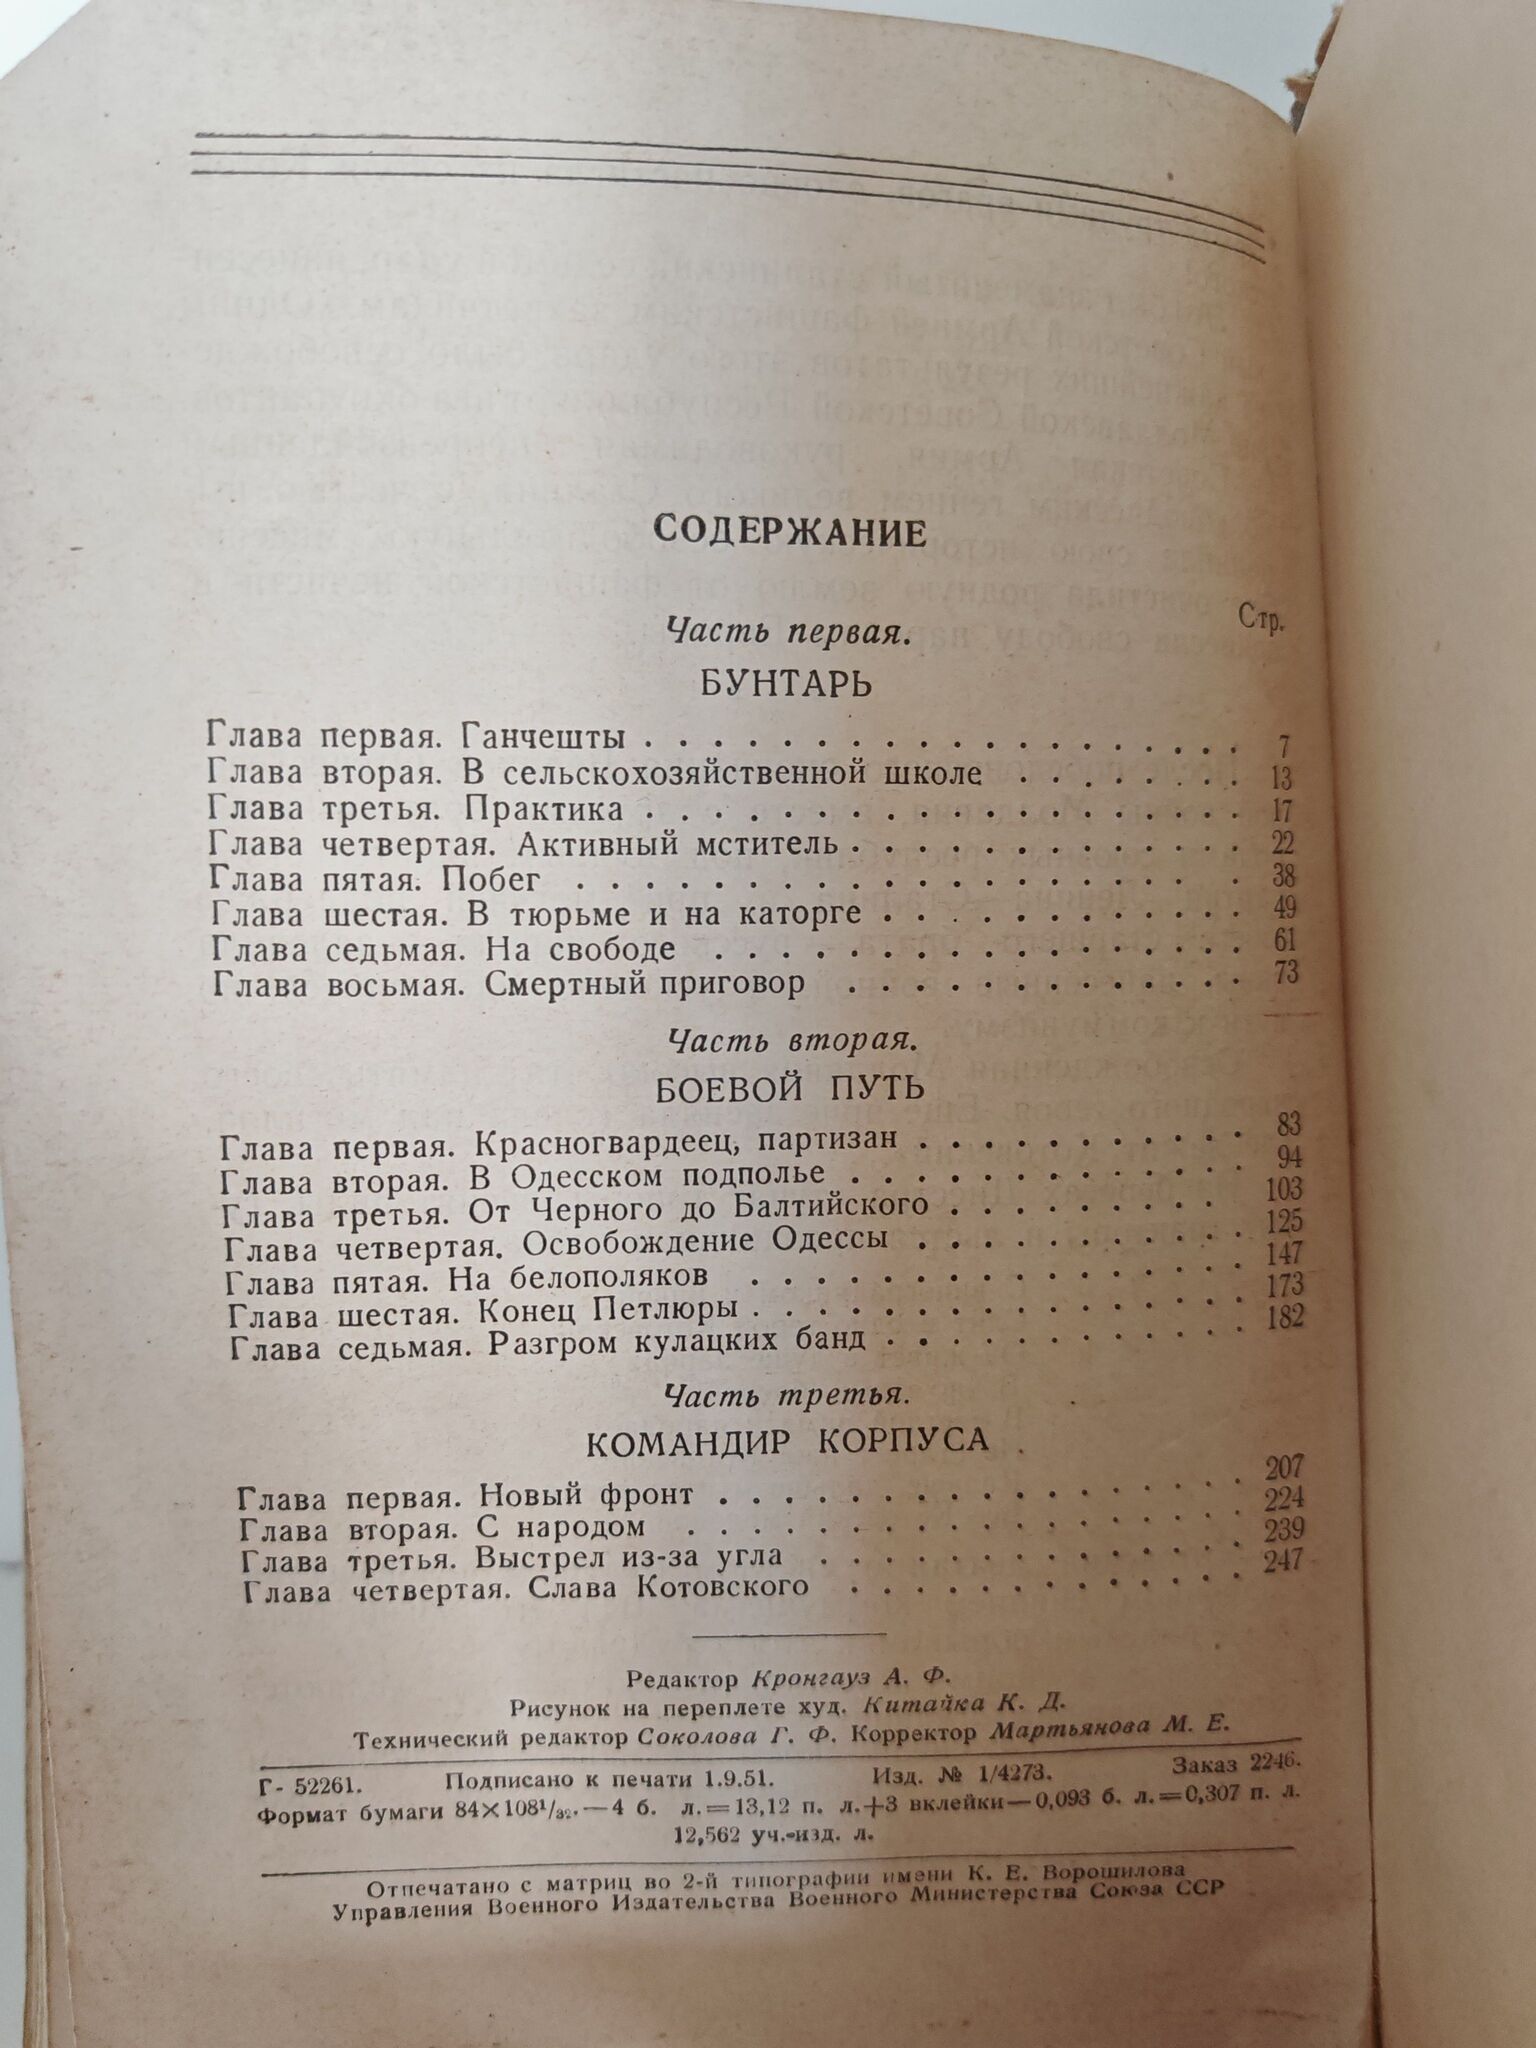 СОДЕРЖАНИЕ
Стр.
Часть первая.
БУНТАРЬ
Глава первая. Ганчешты . . . . . . . . . . . . . . . . . . 7
Глава вторая. В сельскохозяйственной школе . . . . . . . 13
Глава третья. Практика . . . . . . . . . . . . . . . . . . 17
Глава четвертая. Активный мститель . . . . . . . . . . . . 22
Глава пятая. Побег . . . . . . . . . . . . . . . . . . . 38
Глава шестая. В тюрьме и на каторге . . . . . . . . . . . 49
Глава седьмая. На свободе . . . . . . . . . . . . . . . . 61
Глава восьмая. Смертный приговор . . . . . . . . . . . . 73
Часть вторая.
БОЕВОЙ ПУТЬ
Глава первая. Красногвардеец, партизан . . . . . . . . . . 83
Глава вторая. В Одесском подполье . . . . . . . . . . . . 94
Глава третья. От Черного до Балтийского . . . . . . . . . 103
Глава четвертая. Освобождение Одессы . . . . . . . . . . 125
Глава пятая. На белополяков . . . . . . . . . . . . . . . 147
Глава шестая. Конец Петлюры . . . . . . . . . . . . . . . 173
Глава седьмая. Разгром кулацких банд . . . . . . . . . . . 182
Часть третья.
КОМАНДИР КОРПУСА
Глава первая. Новый фронт . . . . . . . . . . . . . . . . 207
Глава вторая. С народом . . . . . . . . . . . . . . . . . 224
Глава третья. Выстрел из-за угла . . . . . . . . . . . . . 239
Глава четвертая. Слава Котовского . . . . . . . . . . . . 247
Редактор Кронгауз А. Ф.
Рисунок на переплете худ. Китайка К. Д.
Технический редактор Соколова Г. Ф. Корректор Мартьянова М. Е.
Г- 52261. Подписано к печати 1.9.51. Изд. № 1/4273. Заказ 2246.
Формат бумаги 84×108¹/₃₂.—4 б. л.=13,12 п. л.+3 вклейки—0,093 б. л.=0,307 п. л.
12,562 уч.-изд. л.
Отпечатано с матриц во 2-й типографии имени К. Е. Ворошилова
Управления Военного Издательства Военного Министерства Союза ССР